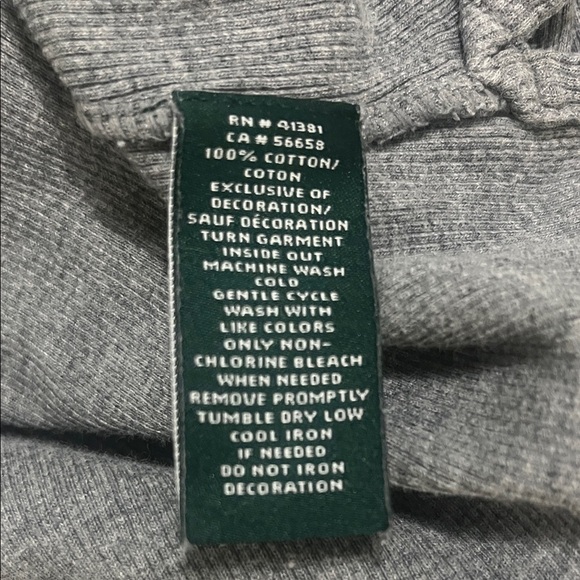 RN # 41381
CA # 56658
100% COTTON/
COTON
EXCLUSIVE OF
DECORATION/
SAUF DÉCORATION
TURN GARMENT
INSIDE OUT
MACHINE WASH
COLD
GENTLE CYCLE
WASH WITH
LIKE COLORS
ONLY NON-
CHLORINE BLEACH
WHEN NEEDED
REMOVE PROMPTLY
TUMBLE DRY LOW
COOL IRON
IF NEEDED
DO NOT IRON
DECORATION